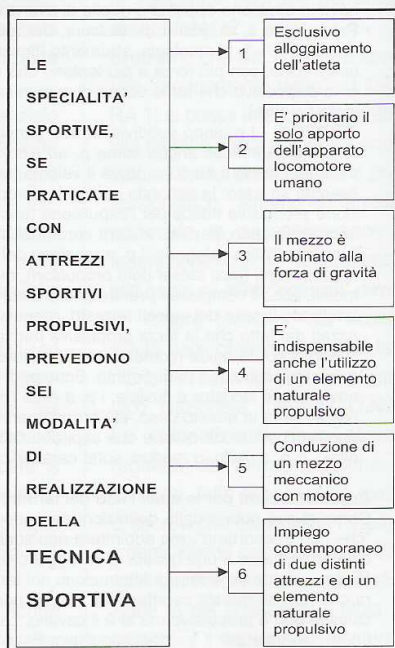 LE
SPECIALITA'
SPORTIVE,
SE
PRATICATE
CON
ATTREZZI
SPORTIVI
PROPULSIVI,
PREVEDONO
SEI
MODALITA'
DI
REALIZZAZIONE
DELLA
TECNICA
SPORTIVA
1
Esclusivo
alloggiamento
dell'atleta
2
E' prioritario il
solo apporto
dell'apparato
locomotore
umano
3
Il mezzo è
abbinato alla
forza di gravità
4
E'
indispensabile
anche l'utilizzo
di un elemento
naturale
propulsivo
5
Conduzione di
un mezzo
meccanico
con motore
6
Impiego
contemporaneo
di due distinti
attrezzi e di un
elemento
naturale
propulsivo